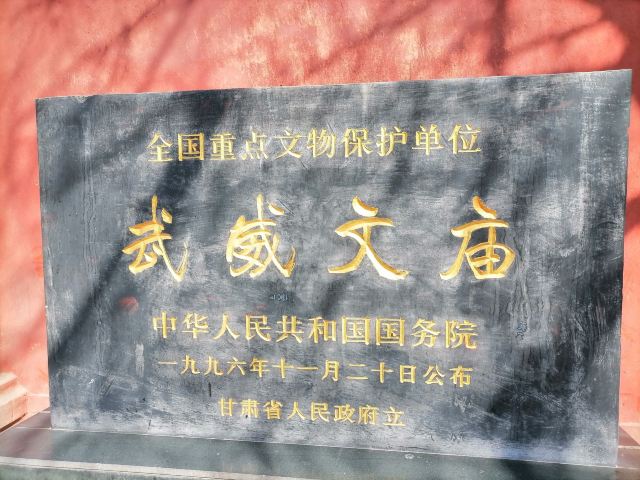 全国重点文物保护单位
武威文庙
中华人民共和国国务院
一九九六年十一月二十日公布
甘肃省人民政府立